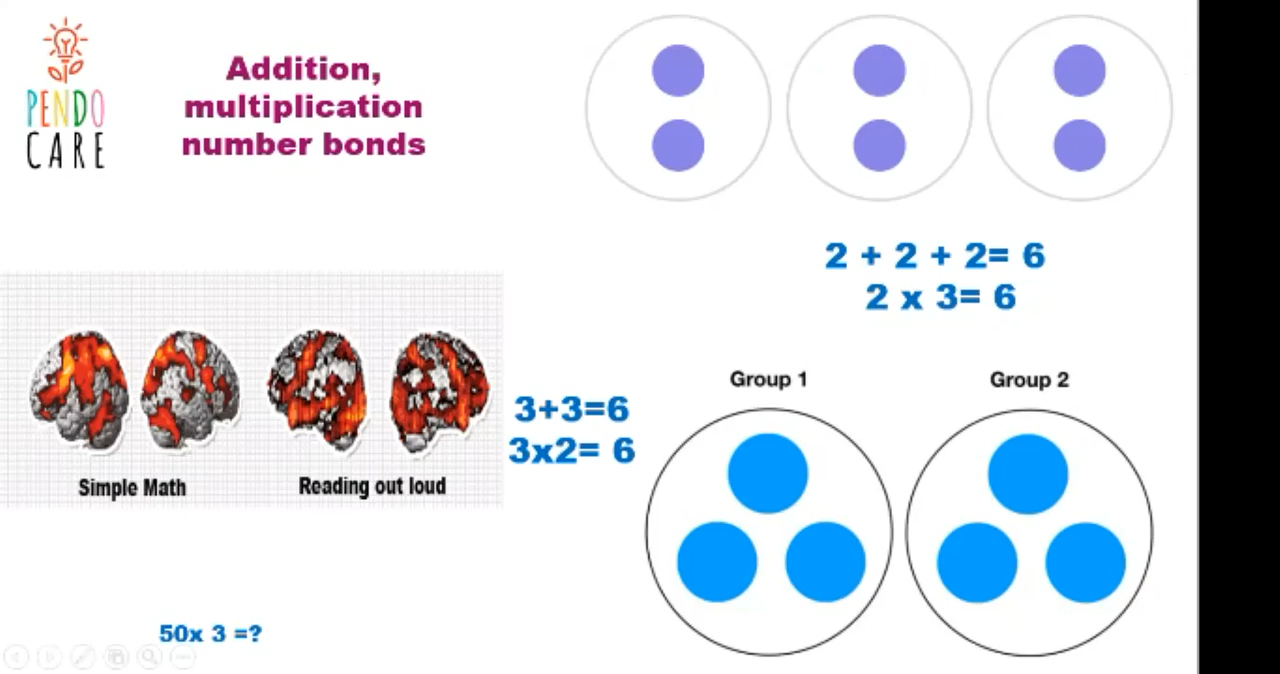 PENDO
CARE
Addition,
multiplication
number bonds
2 + 2 + 2= 6
2 x 3= 6
Simple Math
Reading out loud
3+3=6
3x2= 6
Group 1
Group 2
50x 3 =?